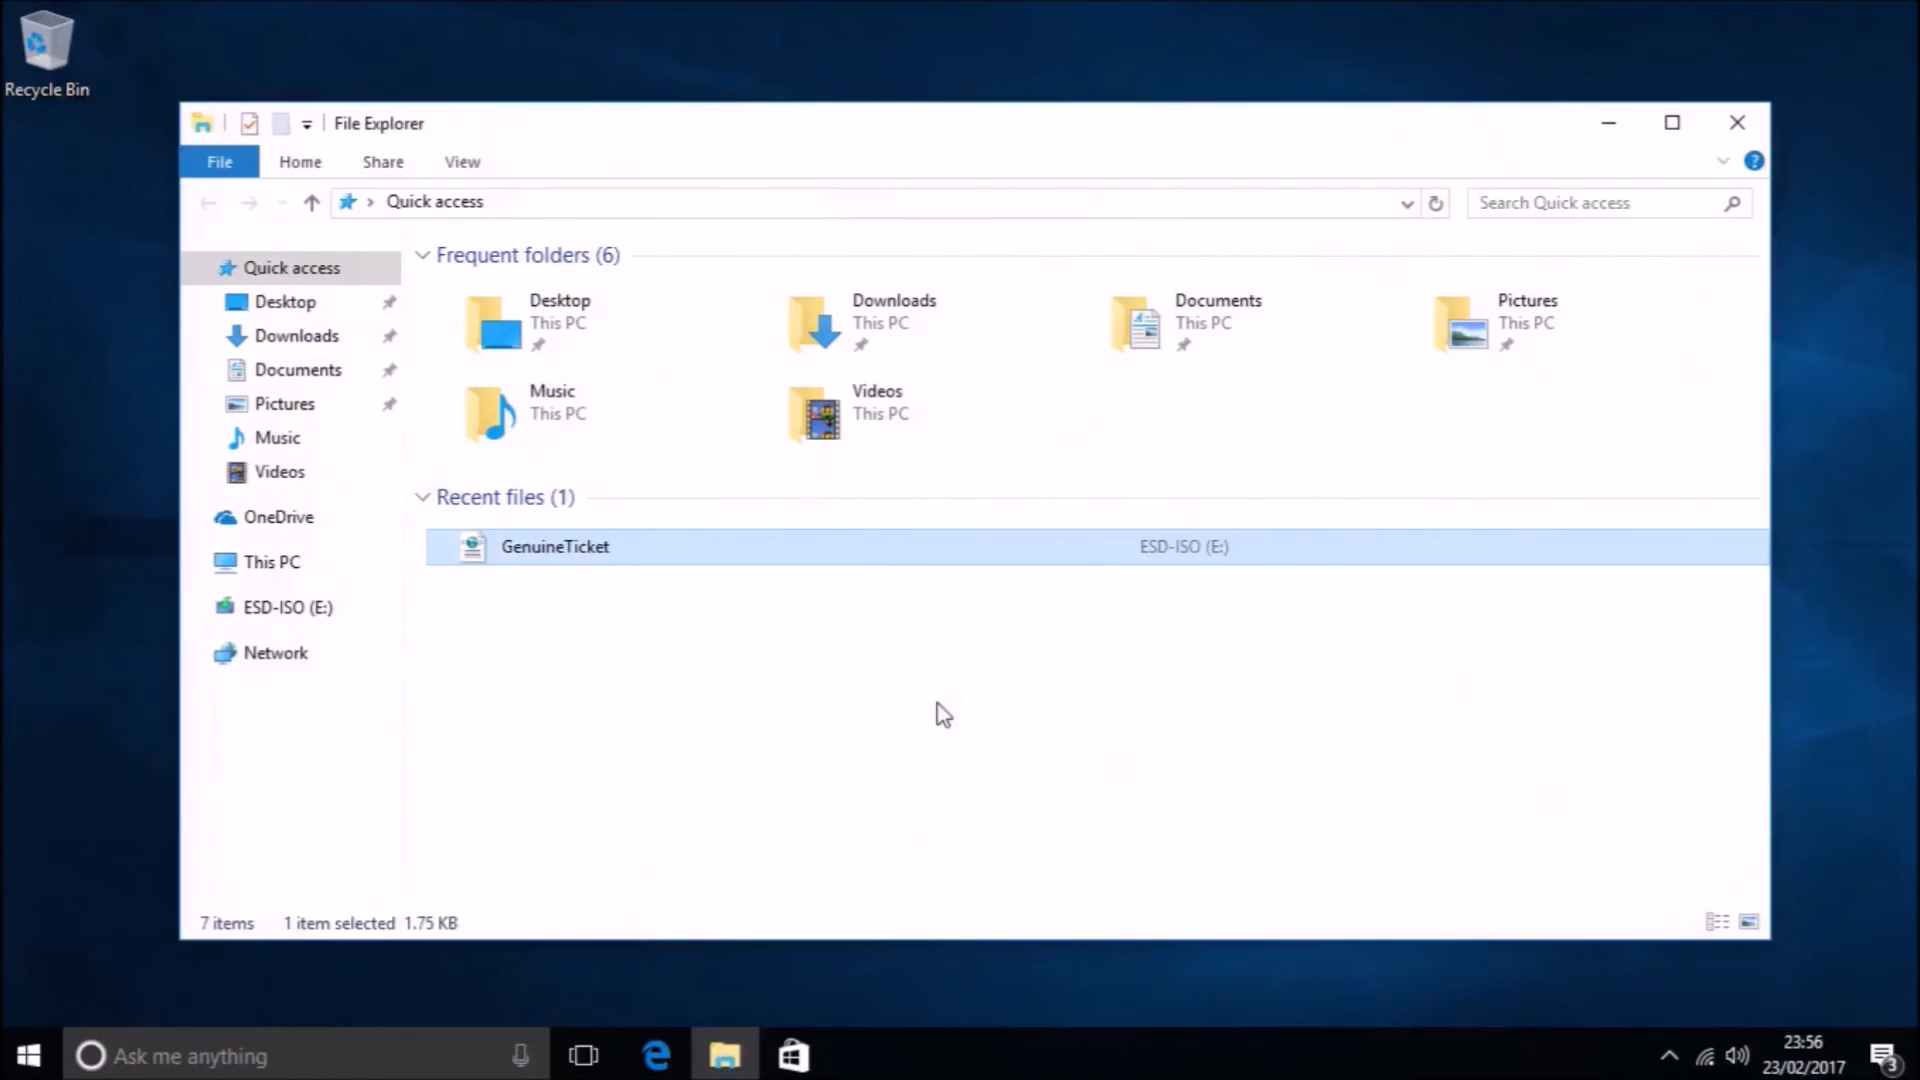 Recycle Bin
File Explorer
File Home Share View
Quick access
Search Quick access
Quick access
Desktop
Downloads
Documents
Pictures
Music
Videos
OneDrive
This PC
ESD-ISO (E:)
Network
Frequent folders (6)
Desktop
This PC
Downloads
This PC
Documents
This PC
Pictures
This PC
Music
This PC
Videos
This PC
Recent files (1)
GenuineTicket ESD-ISO (E:)
7 items 1 item selected 1.75 KB
Ask me anything
23:56
23/02/2017
3